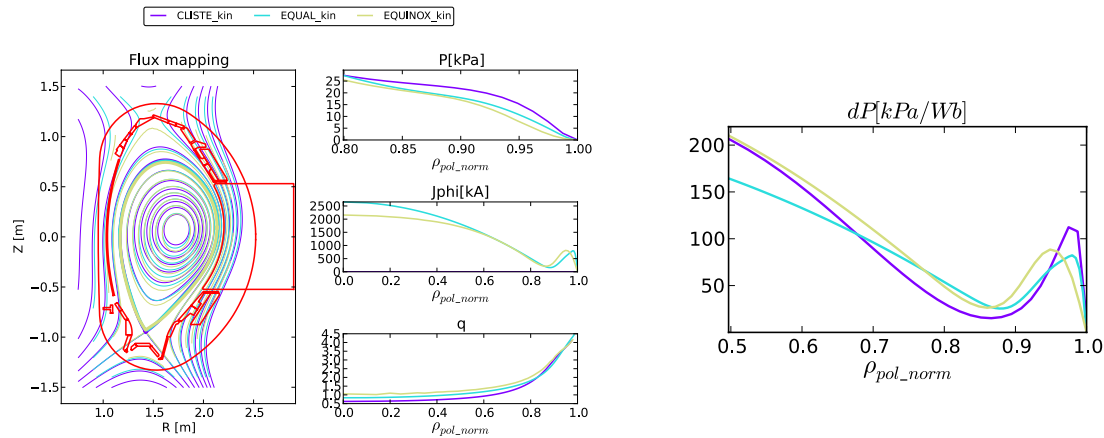 CLISTE_kin EQUAL_kin EQUINOX_kin
Flux mapping
1.5
1.0
0.5
0.0
−0.5
−1.0
−1.5
Z [m]
1.0 1.5 2.0 2.5
R [m]
P[kPa]
25
20
15
10
5
0
0.80 0.85 0.90 0.95 1.00
ρpol_norm
Jphi[kA]
2500
2000
1500
1000
500
0
0.0 0.2 0.4 0.6 0.8 1.0
ρpol_norm
q
4.5
4.0
3.5
3.0
2.5
2.0
1.5
1.0
0.5
0.0 0.2 0.4 0.6 0.8 1.0
ρpol_norm
dP[kPa/Wb]
200
150
100
50
0.5 0.6 0.7 0.8 0.9 1.0
ρpol_norm